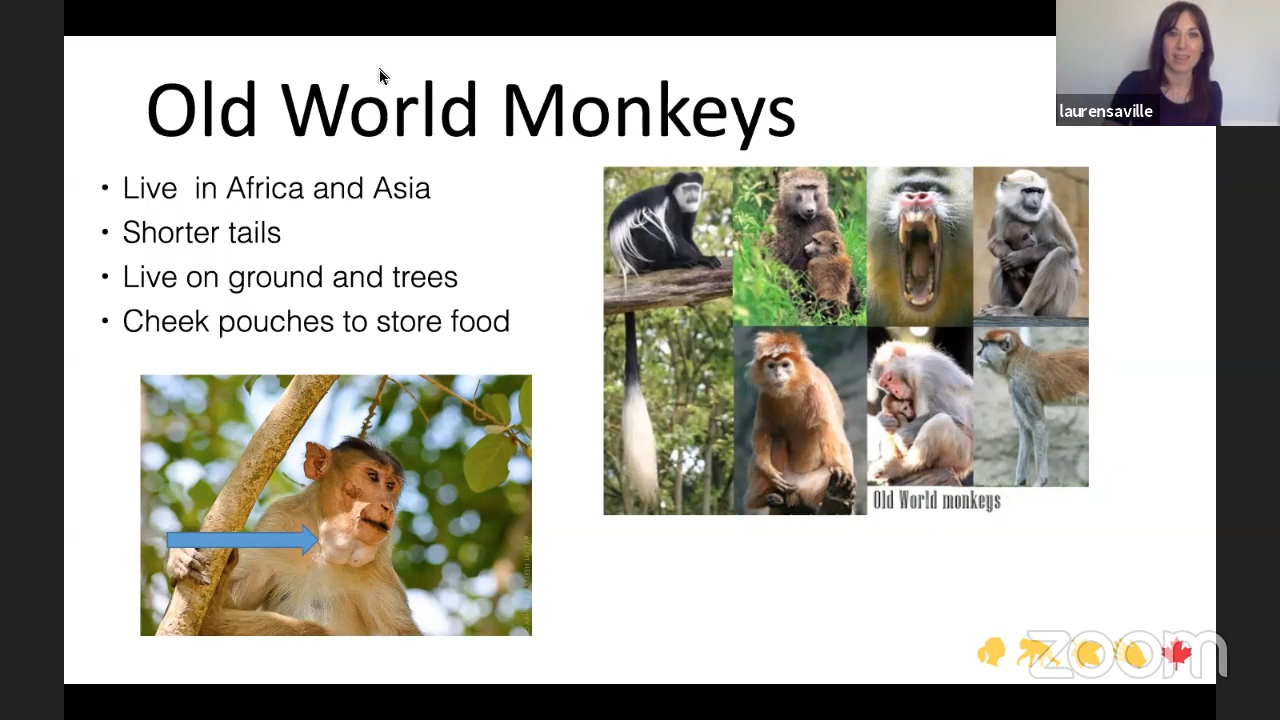 Old World Monkeys
laurensaville
• Live  in Africa and Asia
• Shorter tails
• Live on ground and trees
• Cheek pouches to store food
Old World monkeys
zoom